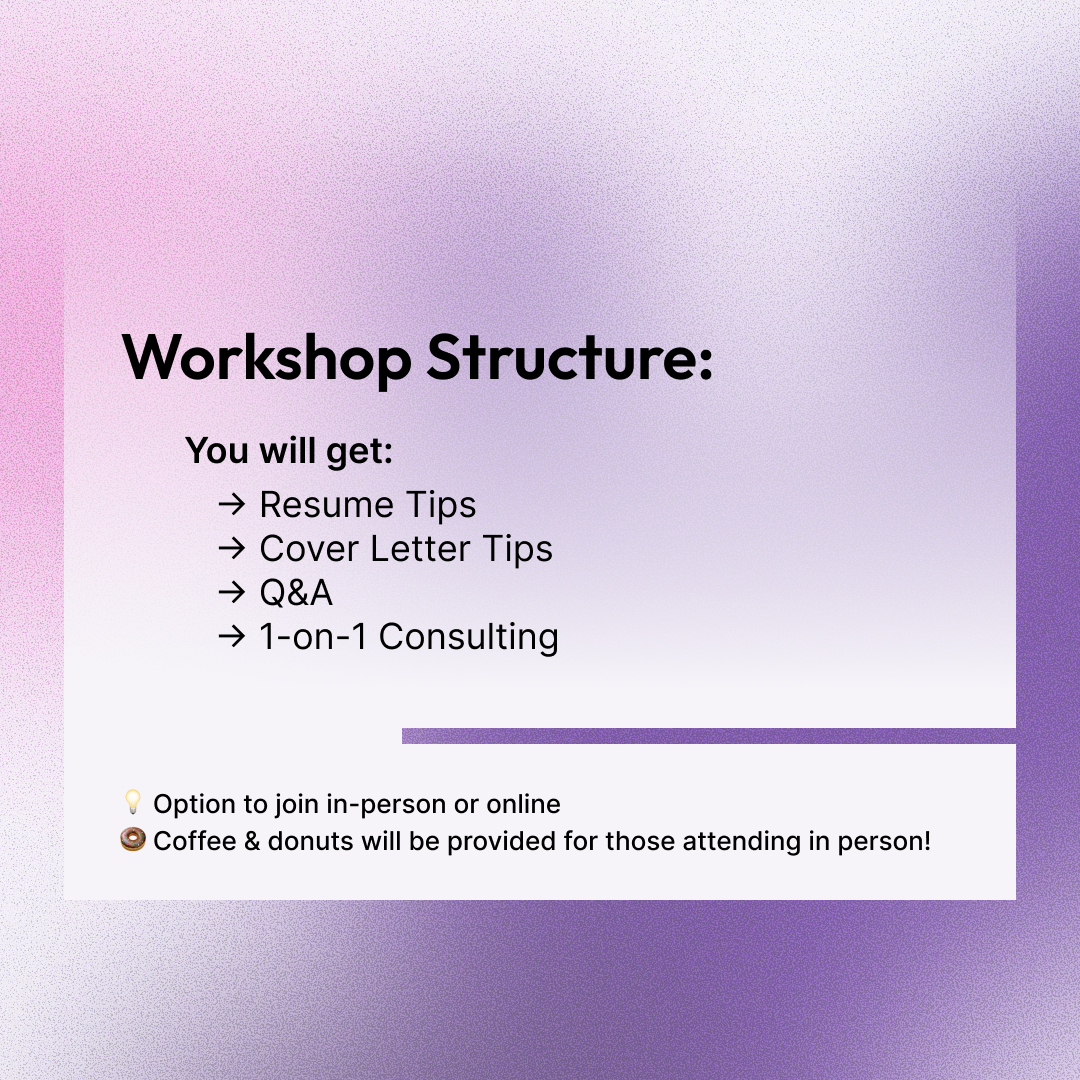 Workshop Structure:
You will get:
→ Resume Tips
→ Cover Letter Tips
→ Q&A
→ 1-on-1 Consulting
💡 Option to join in-person or online
🍩 Coffee & donuts will be provided for those attending in person!